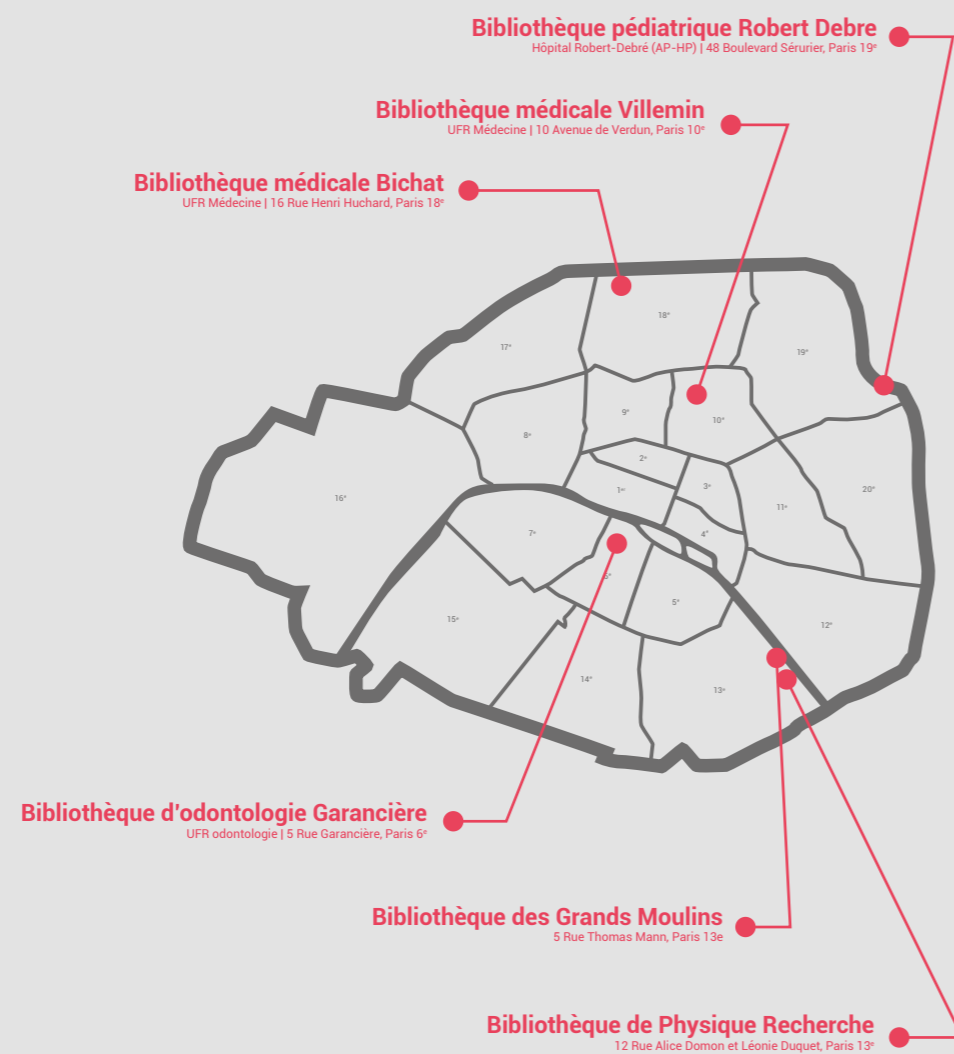 Bibliothèque pédiatrique Robert Debre
Hôpital Robert-Debré (AP-HP) | 48 Boulevard Sérurier, Paris 19ᵉ
Bibliothèque médicale Villemin
UFR Médecine | 10 Avenue de Verdun, Paris 10ᵉ
Bibliothèque médicale Bichat
UFR Médecine | 16 Rue Henri Huchard, Paris 18ᵉ
18ᵉ
17ᵉ
19ᵉ
9ᵉ
10ᵉ
8ᵉ
2ᵉ
3ᵉ
1ᵉʳ
20ᵉ
16ᵉ
11ᵉ
7ᵉ
4ᵉ
6ᵉ
5ᵉ
15ᵉ
12ᵉ
14ᵉ
13ᵉ
Bibliothèque d'odontologie Garancière
UFR odontologie | 5 Rue Garancière, Paris 6ᵉ
Bibliothèque des Grands Moulins
5 Rue Thomas Mann, Paris 13e
Bibliothèque de Physique Recherche
12 Rue Alice Domon et Léonie Duquet, Paris 13ᵉ